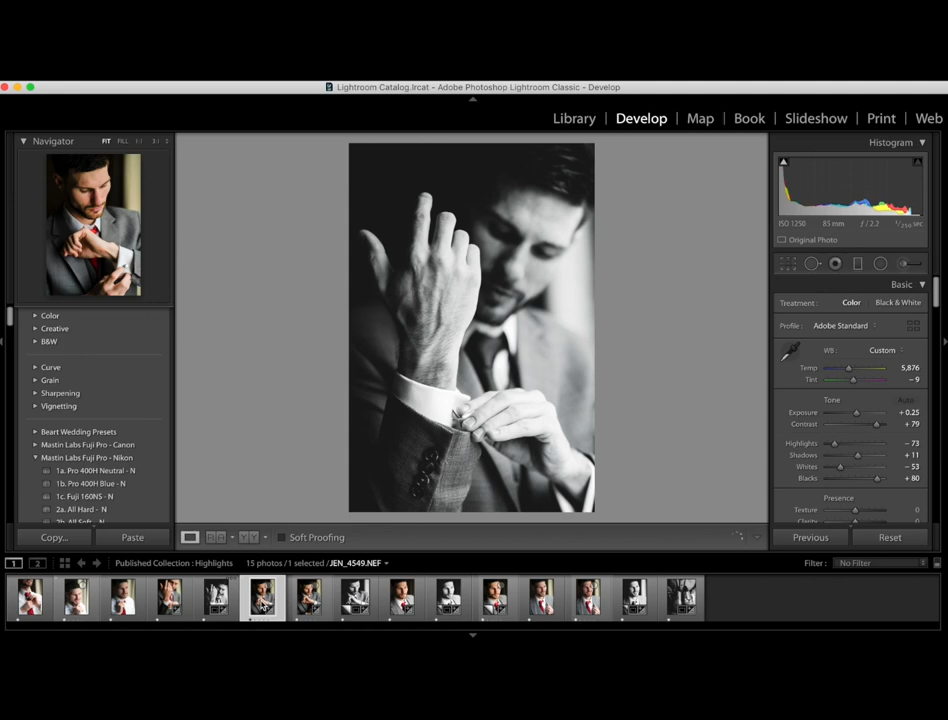 Lightroom Catalog.lrcat - Adobe Photoshop Lightroom Classic - Develop
Library | Develop | Map | Book | Slideshow | Print | Web
Navigator FIT FILL 1:1 3:1
Histogram
ISO 1250 85 mm ƒ / 2.2 1/250 sec
Original Photo
Basic
Treatment : Color Black & White
Profile : Adobe Standard
WB : Custom
Temp 5,876
Tint − 9
Tone Auto
Exposure + 0.25
Contrast + 79
Highlights − 73
Shadows + 11
Whites − 53
Blacks + 80
Presence
Texture 0
Clarity 0
Color
Creative
B&W
Curve
Grain
Sharpening
Vignetting
Beart Wedding Presets
Mastin Labs Fuji Pro - Canon
Mastin Labs Fuji Pro - Nikon
1a. Pro 400H Neutral - N
1b. Pro 400H Blue - N
1c. Fuji 160NS - N
2a. All Hard - N
2b. All Soft - N
Copy... Paste
Soft Proofing
Previous Reset
1 2 Published Collection : Highlights 15 photos / 1 selected / JEN_4549.NEF
Filter : No Filter